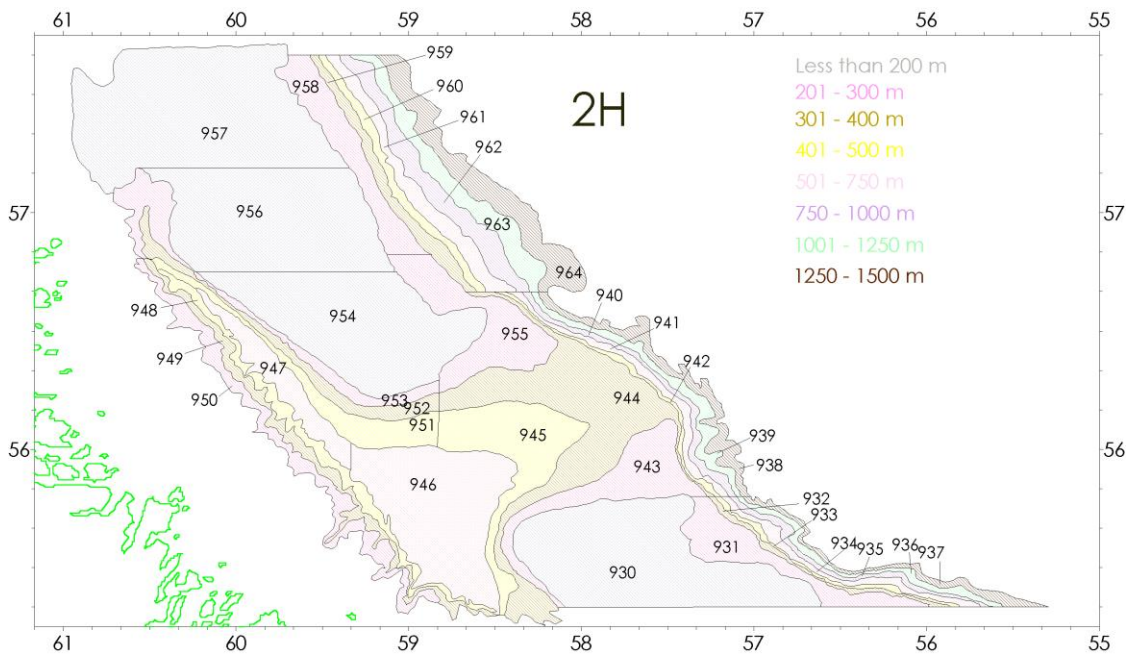 61 60 59 58 57 56 55
959
Less than 200 m
958 960
201 - 300 m
2H
301 - 400 m
961
957
962
401 - 500 m
501 - 750 m
57 956 963 750 - 1000 m 57
1001 - 1250 m
964
1250 - 1500 m
940
948 954 955 941
949 947 942
950 953 952 944
951 945
56 939 56
943 938
946
932
933
931 934 935 936 937
930
61 60 59 58 57 56 55